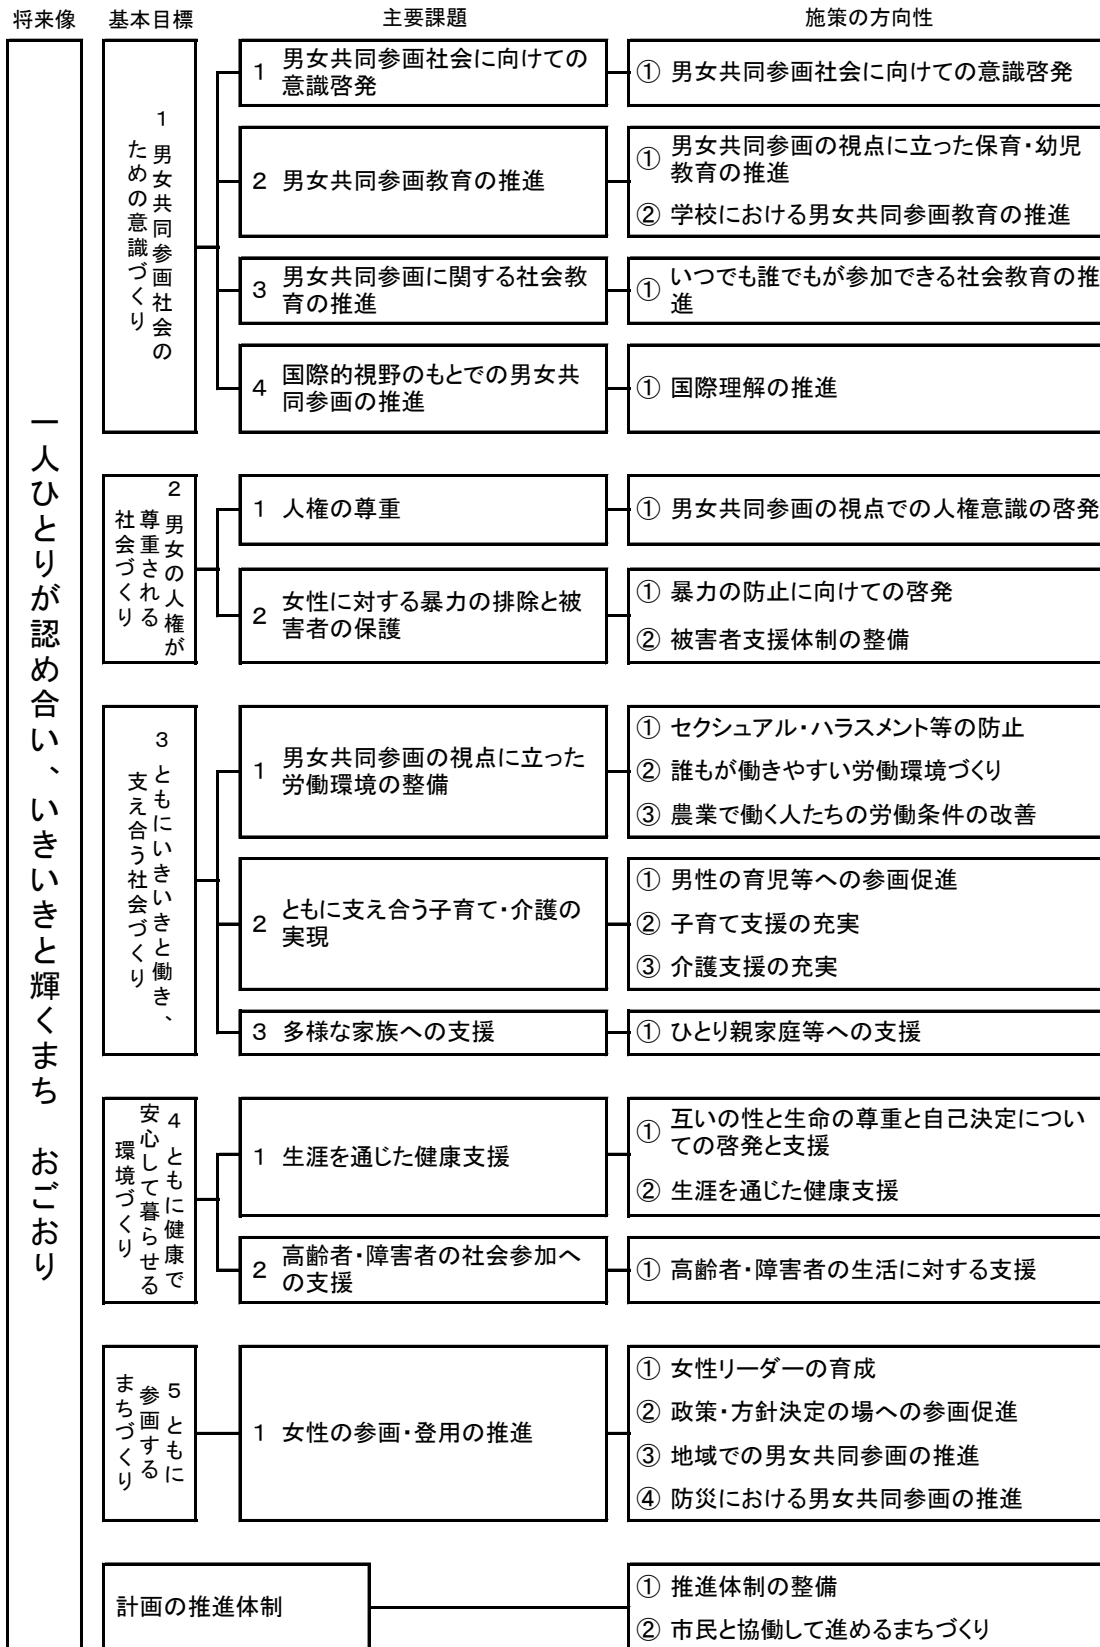 将来像 基本目標 主要課題 施策の方向性
一人ひとりが認め合い、いきいきと輝くまち　おごおり
1 男女共同参画社会の
ための意識づくり
1 男女共同参画社会に向けての
意識啓発
① 男女共同参画社会に向けての意識啓発
2 男女共同参画教育の推進
① 男女共同参画の視点に立った保育・幼児
教育の推進
② 学校における男女共同参画教育の推進
3 男女共同参画に関する社会教
育の推進
① いつでも誰でもが参加できる社会教育の推
進
4 国際的視野のもとでの男女共
同参画の推進
① 国際理解の推進
2 男女の人権が
尊重される
社会づくり
1 人権の尊重
① 男女共同参画の視点での人権意識の啓発
2 女性に対する暴力の排除と被
害者の保護
① 暴力の防止に向けての啓発
② 被害者支援体制の整備
3 ともにいきいきと働き、
支え合う社会づくり
1 男女共同参画の視点に立った
労働環境の整備
① セクシュアル・ハラスメント等の防止
② 誰もが働きやすい労働環境づくり
③ 農業で働く人たちの労働条件の改善
2 ともに支え合う子育て・介護の
実現
① 男性の育児等への参画促進
② 子育て支援の充実
③ 介護支援の充実
3 多様な家族への支援
① ひとり親家庭等への支援
4 ともに健康で
安心して暮らせる
環境づくり
1 生涯を通じた健康支援
① 互いの性と生命の尊重と自己決定につい
ての啓発と支援
② 生涯を通じた健康支援
2 高齢者・障害者の社会参加へ
の支援
① 高齢者・障害者の生活に対する支援
5 ともに
参画する
まちづくり
1 女性の参画・登用の推進
① 女性リーダーの育成
② 政策・方針決定の場への参画促進
③ 地域での男女共同参画の推進
④ 防災における男女共同参画の推進
計画の推進体制
① 推進体制の整備
② 市民と協働して進めるまちづくり